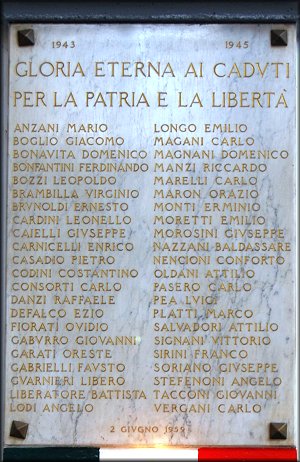 1943 1945
GLORIA ETERNA AI CADVTI
PER LA PATRIA E LA LIBERTÀ
ANZANI MARIO
BOGLIO GIACOMO
BONAVITA DOMENICO
BONFANTINI FERDINANDO
BOZZI LEOPOLDO
BRAMBILLA VIRGINIO
BRVNOLDI ERNESTO
CARDINI LEONELLO
CAIELLI GIVSEPPE
CARNICELLI ENRICO
CASADIO PIETRO
CODINI COSTANTINO
CONSORTI CARLO
DANZI RAFFAELE
DEFALCO EZIO
FIORATI OVIDIO
GABVRRO GIOVANNI
GARATI ORESTE
GABRIELLI FAVSTO
GVARNIERI LIBERO
LIBERATORE BATTISTA
LODI ANGELO
LONGO EMILIO
MAGANI CARLO
MAGNANI DOMENICO
MANZI RICCARDO
MARELLI CARLO
MARON ORAZIO
MONTI ERMINIO
MORETTI EMILIO
MOROSINI GIVSEPPE
NAZZANI BALDASSARE
NENCIONI CONFORTO
OLDANI ATTILIO
PASERO CARLO
PEA LVIGI
PLATTI MARCO
SALVADORI ATTILIO
SIGNANI VITTORIO
SIRINI FRANCO
SORIANO GIVSEPPE
STEFENONI ANGELO
TACCONI GIOVANNI
VERGANI CARLO
2 GIVGNO 1959